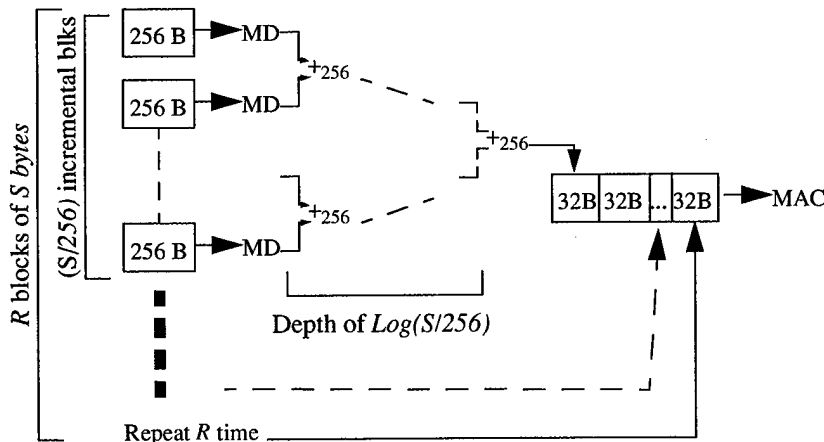 R blocks of S bytes
(S/256) incremental blks
256 B
MD
+256
256 B
MD
+256
+256
256 B
MD
32B 32B ... 32B
MAC
Depth of Log(S/256)
Repeat R time